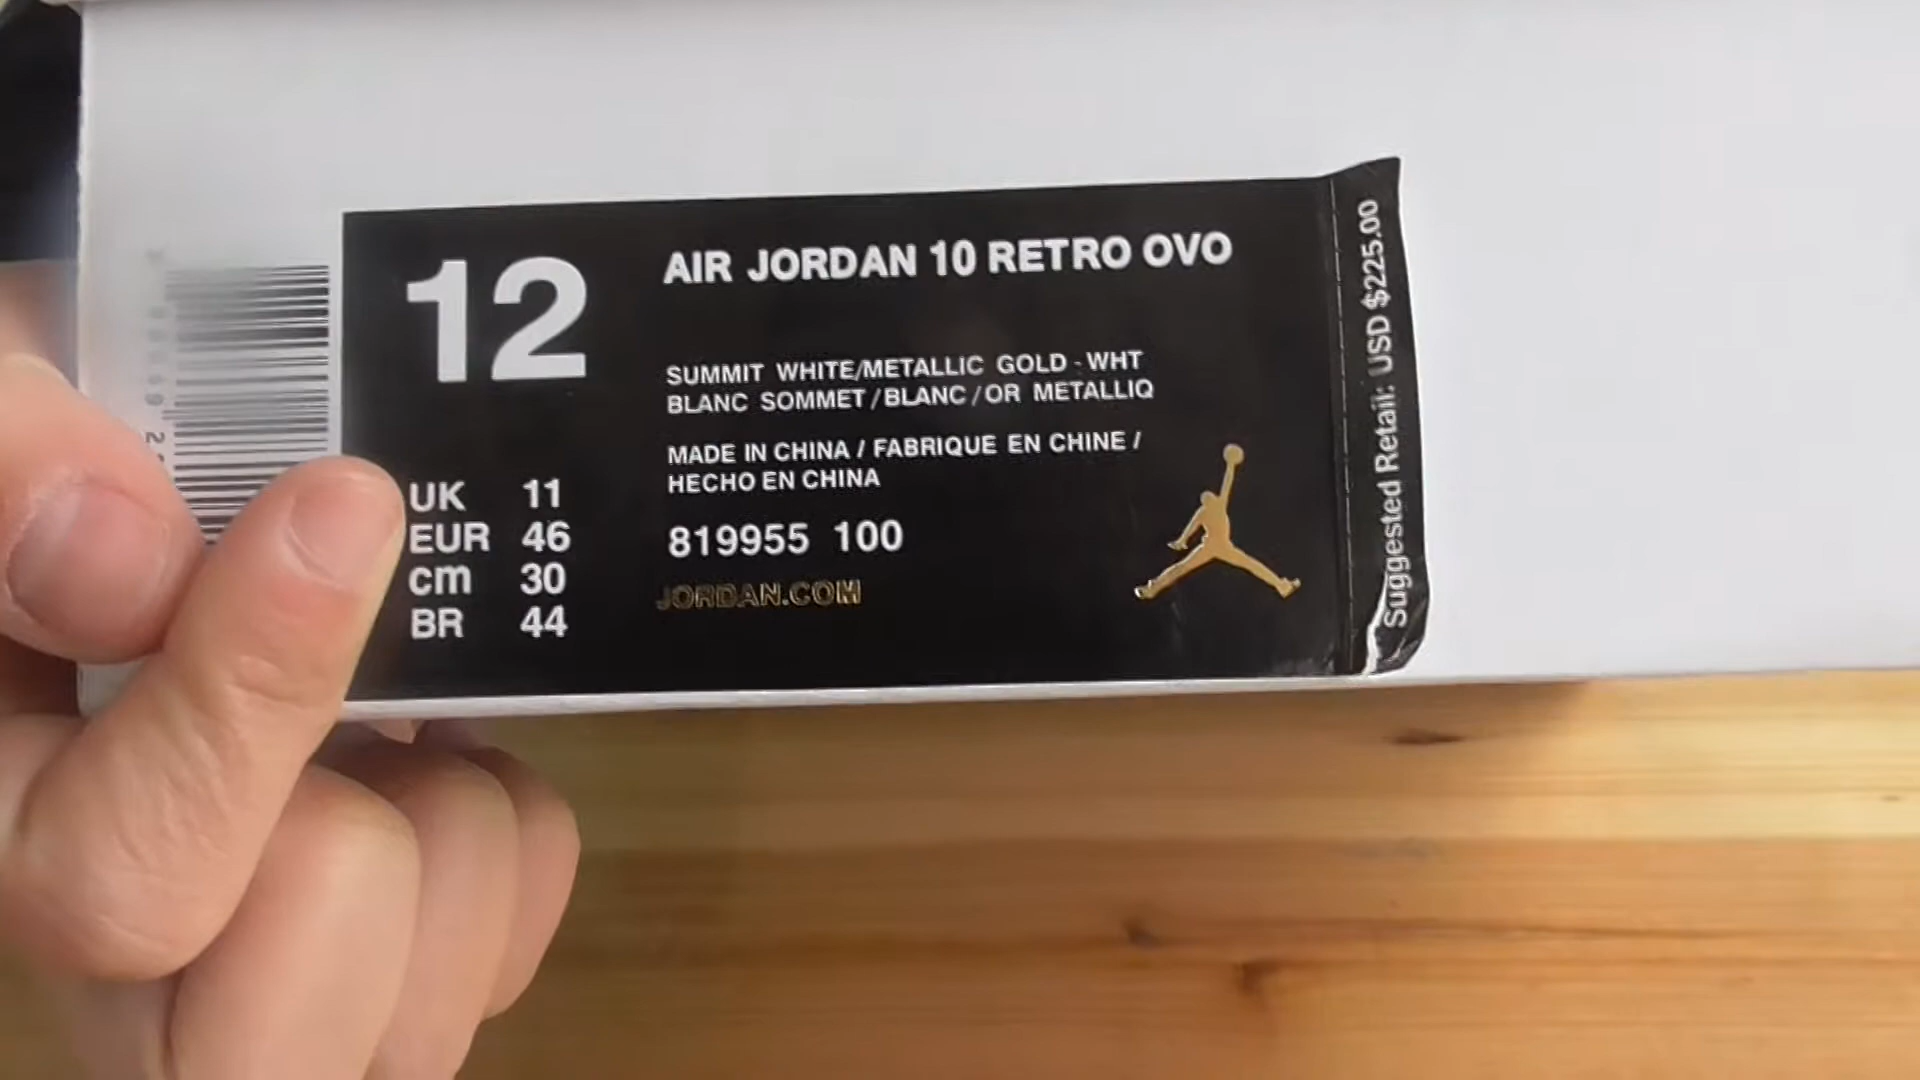 12
AIR JORDAN 10 RETRO OVO
SUMMIT WHITE/METALLIC GOLD - WHT
BLANC SOMMET/BLANC/OR METALLIQ
MADE IN CHINA / FABRIQUE EN CHINE /
HECHO EN CHINA
UK 11
EUR 46
cm 30
BR 44
819955 100
JORDAN.COM
Suggested Retail: USD $225.00